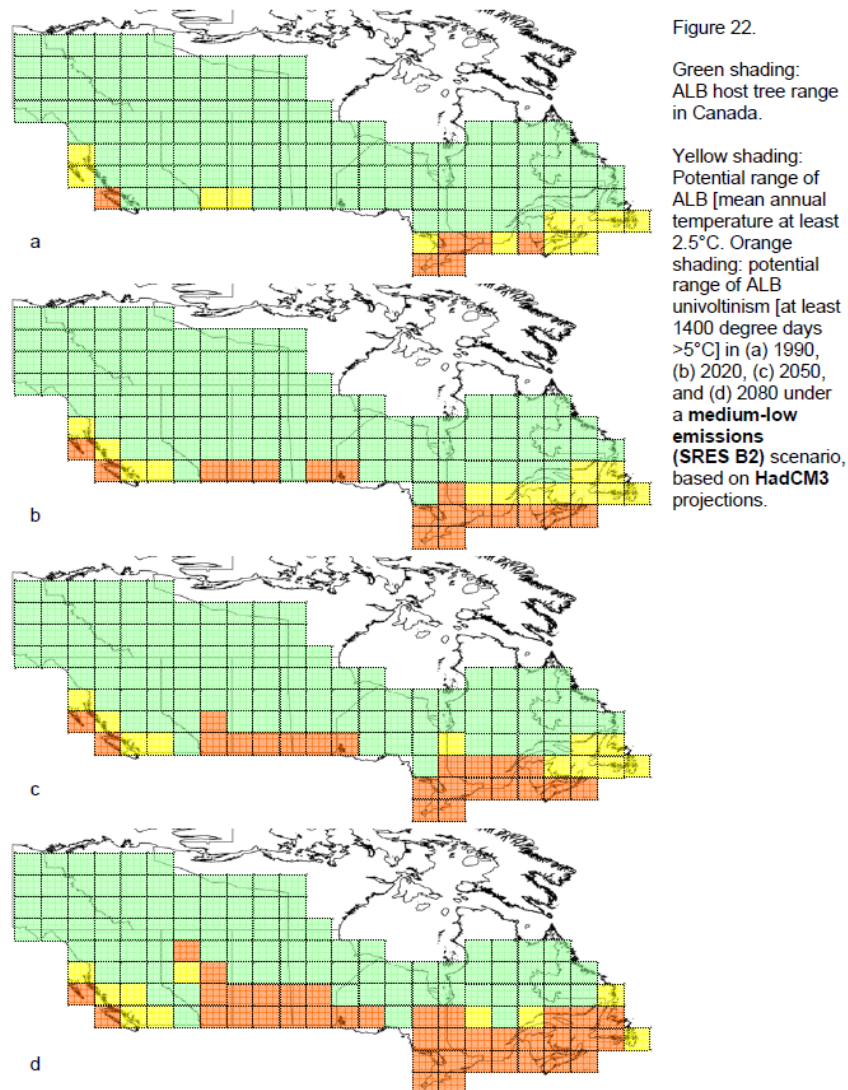 Figure 22.
Green shading:
ALB host tree range
in Canada.
Yellow shading:
Potential range of
ALB [mean annual
temperature at least
2.5°C. Orange
shading: potential
range of ALB
univoltinism [at least
1400 degree days
>5°C] in (a) 1990,
(b) 2020, (c) 2050,
and (d) 2080 under
a medium-low
emissions
(SRES B2) scenario,
based on HadCM3
projections.
a
b
c
d